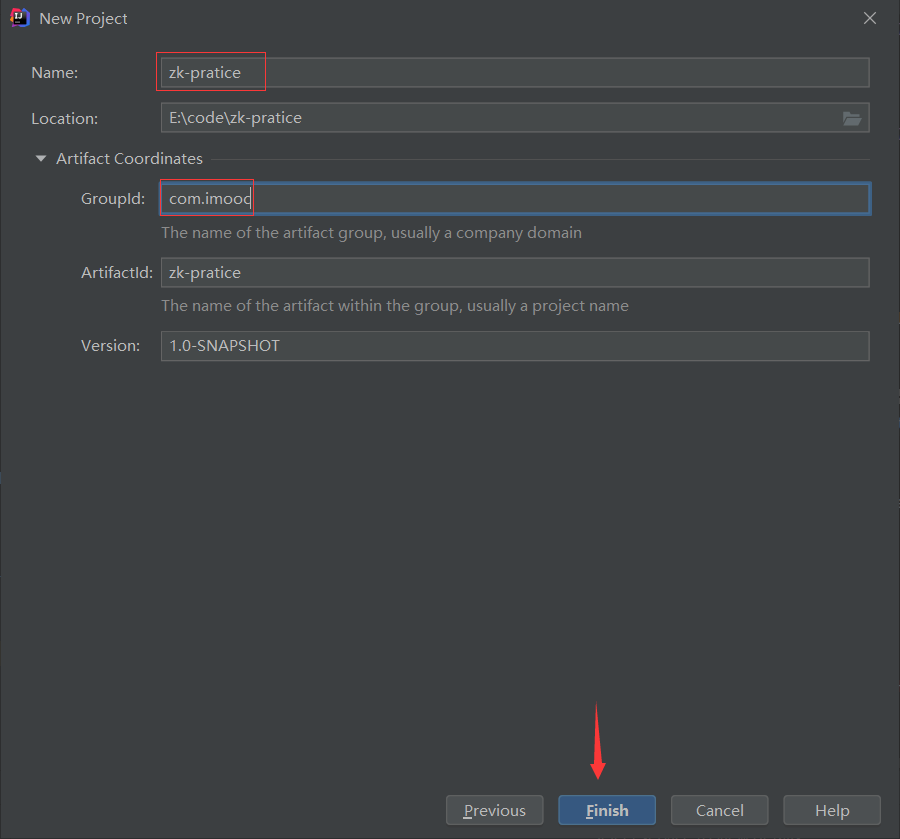 New Project
Name: zk-pratice
Location: E:\code\zk-pratice
Artifact Coordinates
GroupId: com.imooc
The name of the artifact group, usually a company domain
ArtifactId: zk-pratice
The name of the artifact within the group, usually a project name
Version: 1.0-SNAPSHOT
Previous Finish Cancel Help